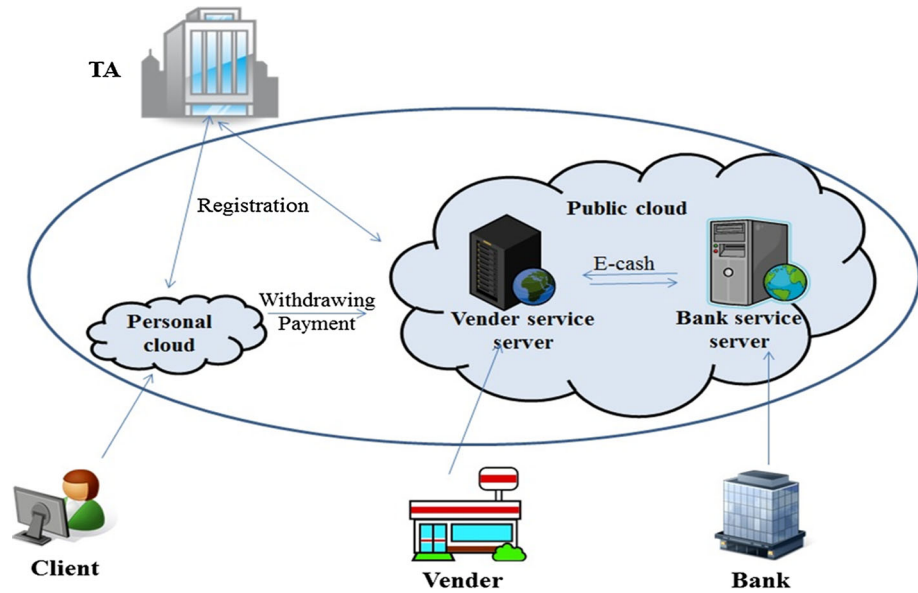 TA
Registration
Public cloud
E-cash
Withdrawing
Payment
Personal
cloud
Vender service
server
Bank service
server
Client
Vender
Bank